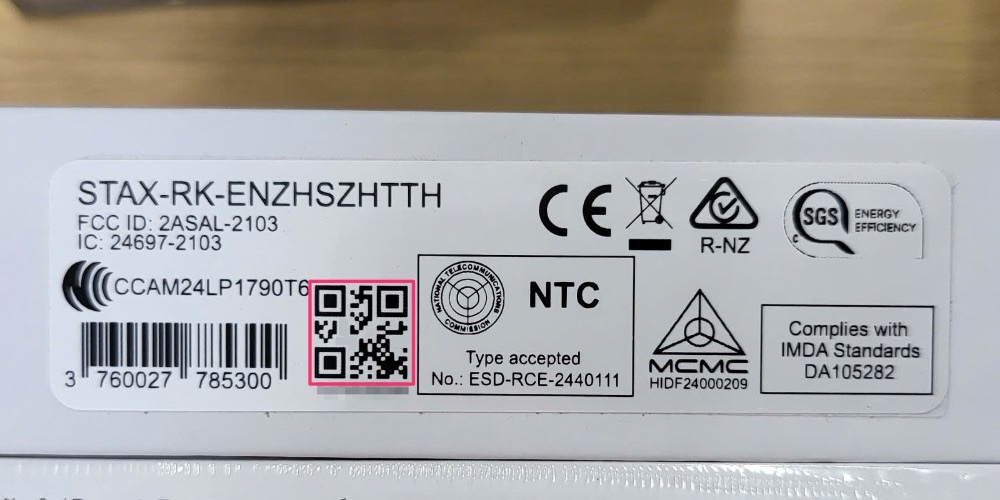 STAX-RK-ENZHSZHTTH
FCC ID: 2ASAL-2103
IC: 24697-2103
CCAM24LP1790T6
3 760027 785300
NATIONAL TELECOMMUNICATIONS COMMISSION
NTC
Type accepted
No.: ESD-RCE-2440111
CE
R-NZ
SGS
ENERGY
EFFICIENCY
c
MCMC
HIDF24000209
Complies with
IMDA Standards
DA105282